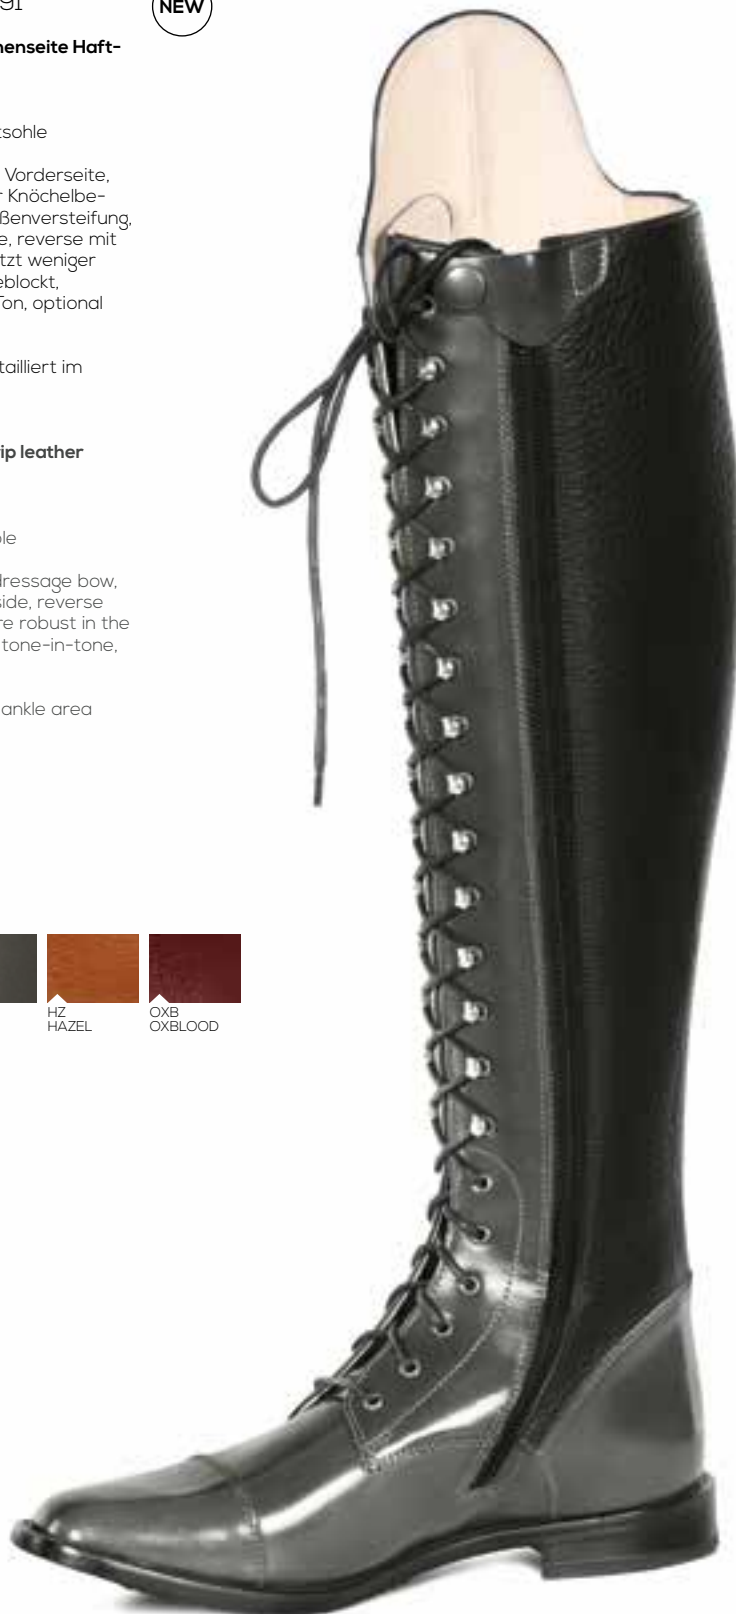 91
NEW
nenseite Haft-
tsohle
Vorderseite,
r Knöchelbe-
ßenversteifung,
e, reverse mit
tzt weniger
eblockt,
Ton, optional
tailliert im
ip leather
ole
dressage bow,
side, reverse
re robust in the
tone-in-tone,
ankle area
HZ
HAZEL
OXB
OXBLOOD